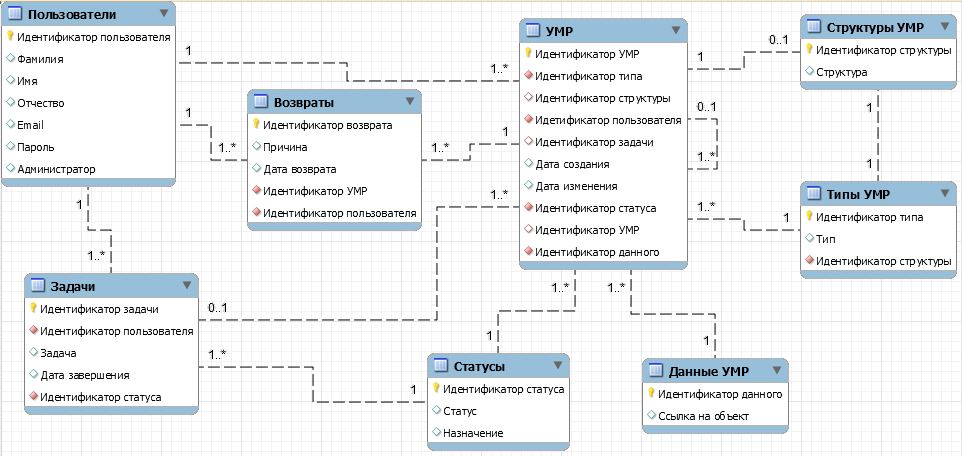 Пользователи
Идентификатор пользователя
Фамилия
Имя
Отчество
Email
Пароль
Администратор
1
1..*
1
1..*
1
1..*
Возвраты
Идентификатор возврата
Причина
Дата возврата
Идентификатор УМР
Идентификатор пользователя
1..*
1
УМР
Идентификатор УМР
Идентификатор типа
Идентификатор структуры
Идетификатор пользователя
Идентификатор задачи
Дата создания
Дата изменения
Идентификатор статуса
Идентификатор УМР
Идентификатор данного
1
0..1
0..1
1..*
1..*
1
Структуры УМР
Идентификатор структуры
Структура
1
1
Типы УМР
Идентификатор типа
Тип
Идентификатор структуры
Задачи
Идентификатор задачи
Идентификатор пользователя
Задача
Дата завершения
Идентификатор статуса
0..1
1..*
1..*
1
1..*
1
1..*
1
Статусы
Идентификатор статуса
Статус
Назначение
Данные УМР
Идентификатор данного
Ссылка на объект